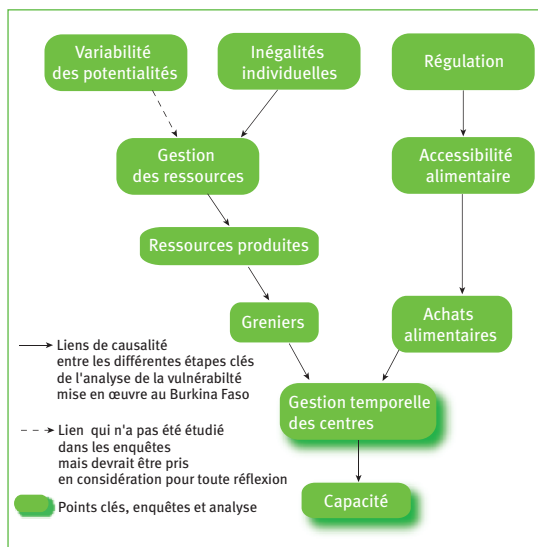 Variabilité
des potentialités
Inégalités
individuelles
Régulation
Gestion
des ressources
Accessibilité
alimentaire
Ressources produites
Greniers
Achats
alimentaires
Liens de causalité
entre les différentes étapes clés
de l'analyse de la vulnérabilté
mise en œuvre au Burkina Faso
Gestion temporelle
des centres
Lien qui n'a pas été étudié
dans les enquêtes
mais devrait être pris
en considération pour toute réflexion
Capacité
Points clés, enquêtes et analyse